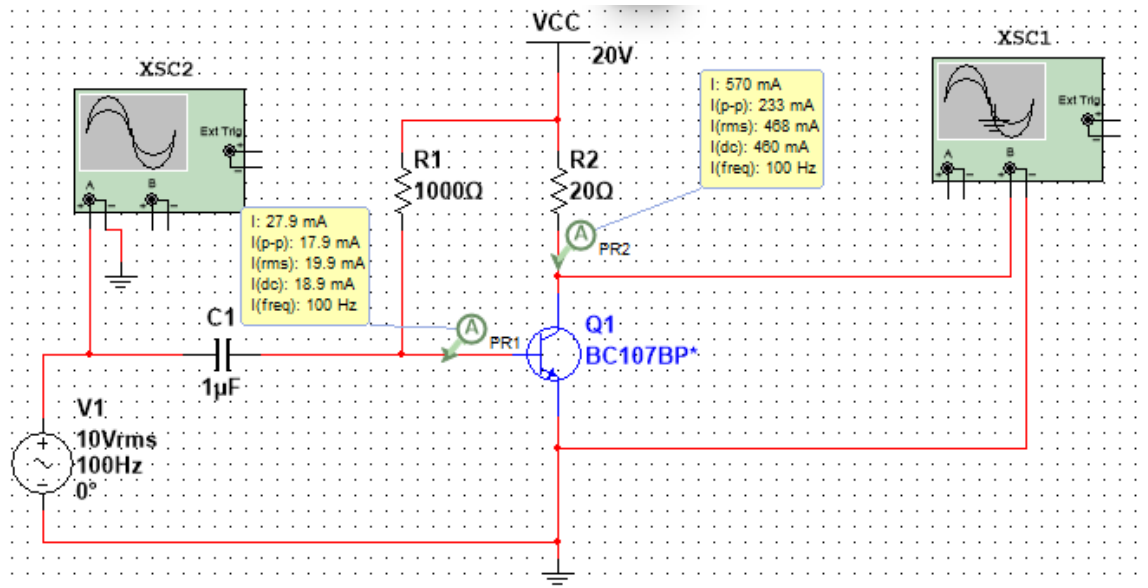 VCC
20V
XSC2
Ext Trig
+
-
A
B
+
-
+
-
XSC1
Ext Trig
+
-
A
B
+
-
+
-
I: 570 mA
I(p-p): 233 mA
I(rms): 468 mA
I(dc): 460 mA
I(freq): 100 Hz
R1
1000Ω
R2
20Ω
A
PR2
I: 27.9 mA
I(p-p): 17.9 mA
I(rms): 19.9 mA
I(dc): 18.9 mA
I(freq): 100 Hz
C1
1µF
A
PR1
Q1
BC107BP*
V1
10Vrms
100Hz
0°
+